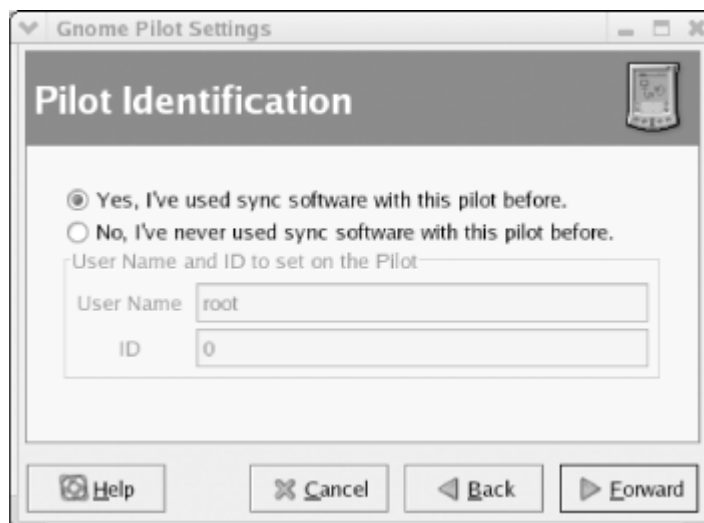 Gnome Pilot Settings
Pilot Identification
Yes, I've used sync software with this pilot before.
No, I've never used sync software with this pilot before.
User Name and ID to set on the Pilot
User Name root
ID 0
Help Cancel Back Forward